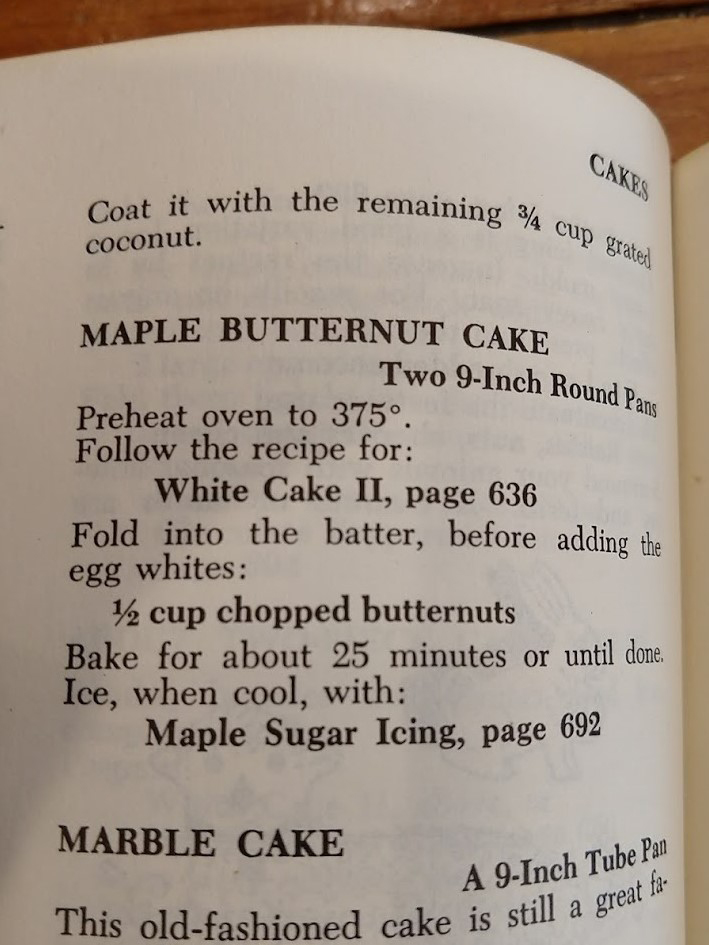 CAKES
Coat it with the remaining ¾ cup grated
coconut.
MAPLE BUTTERNUT CAKE
Two 9-Inch Round Pans
Preheat oven to 375°.
Follow the recipe for:
White Cake II, page 636
Fold into the batter, before adding the
egg whites:
½ cup chopped butternuts
Bake for about 25 minutes or until done.
Ice, when cool, with:
Maple Sugar Icing, page 692
MARBLE CAKE
A 9-Inch Tube Pan
This old-fashioned cake is still a great fa-